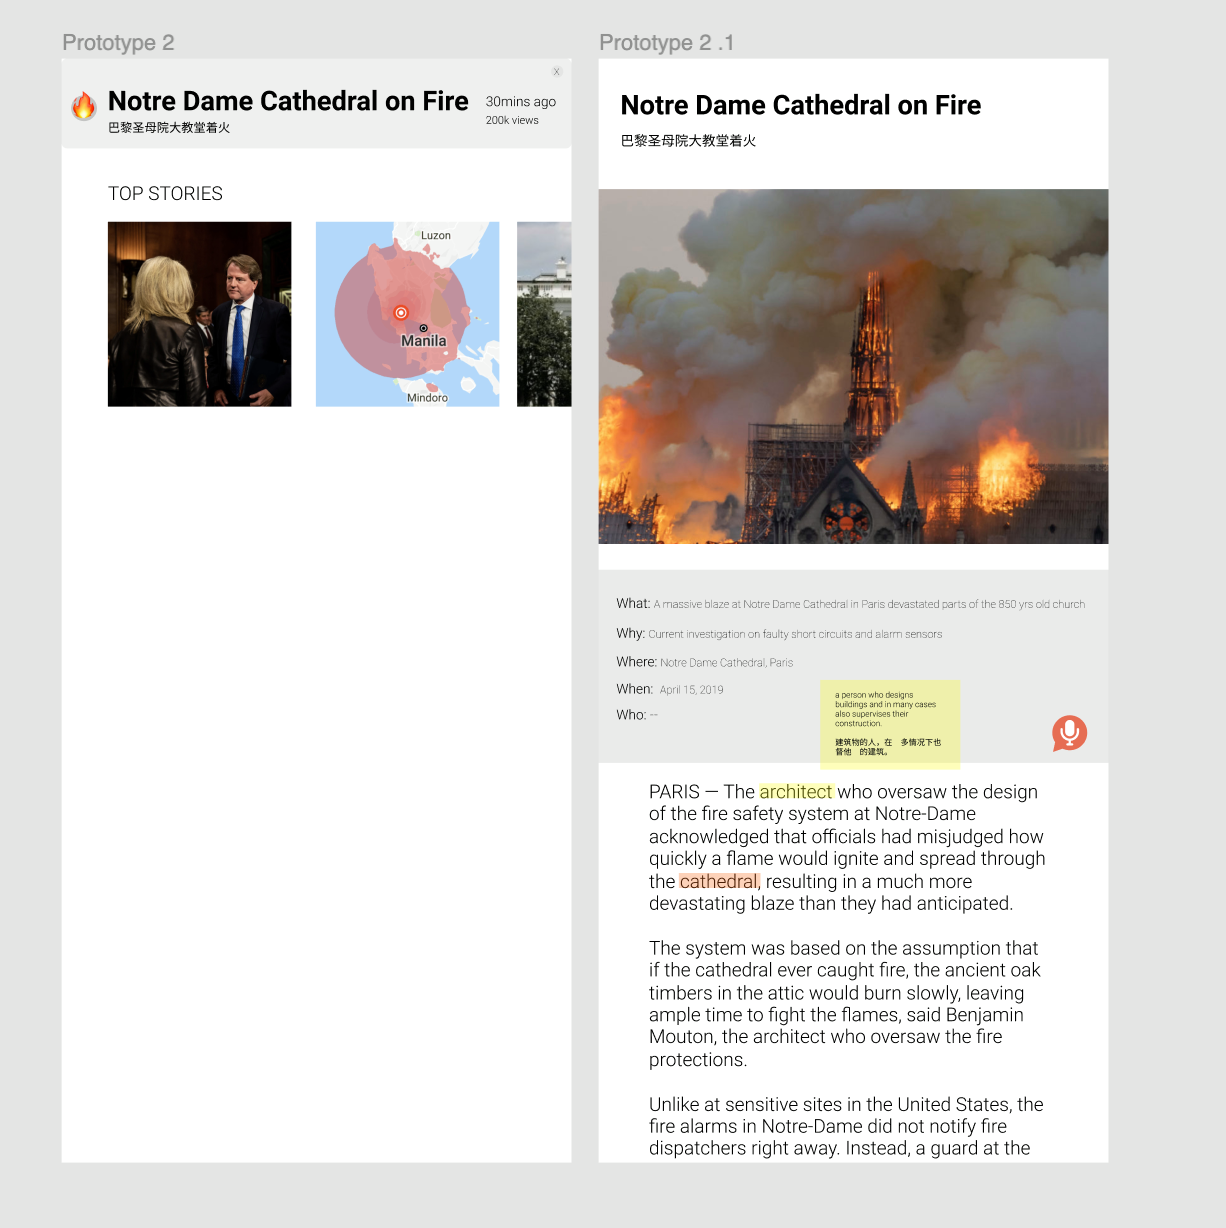 Prototype 2
X
Notre Dame Cathedral on Fire
30mins ago
巴黎圣母院大教堂着火
200k views
TOP STORIES
Luzon
Manila
Mindoro
Prototype 2 .1
Notre Dame Cathedral on Fire
巴黎圣母院大教堂着火
What: A massive blaze at Notre Dame Cathedral in Paris devastated parts of the 850 yrs old church
Why: Current investigation on faulty short circuits and alarm sensors
Where: Notre Dame Cathedral, Paris
When: April 15, 2019
Who: --
a person who designs
buildings and in many cases
also supervises their
construction.
建筑物的人，在 多情况下也
督他 的建筑。
PARIS — The architect who oversaw the design
of the fire safety system at Notre-Dame
acknowledged that officials had misjudged how
quickly a flame would ignite and spread through
the cathedral, resulting in a much more
devastating blaze than they had anticipated.
The system was based on the assumption that
if the cathedral ever caught fire, the ancient oak
timbers in the attic would burn slowly, leaving
ample time to fight the flames, said Benjamin
Mouton, the architect who oversaw the fire
protections.
Unlike at sensitive sites in the United States, the
fire alarms in Notre-Dame did not notify fire
dispatchers right away. Instead, a guard at the